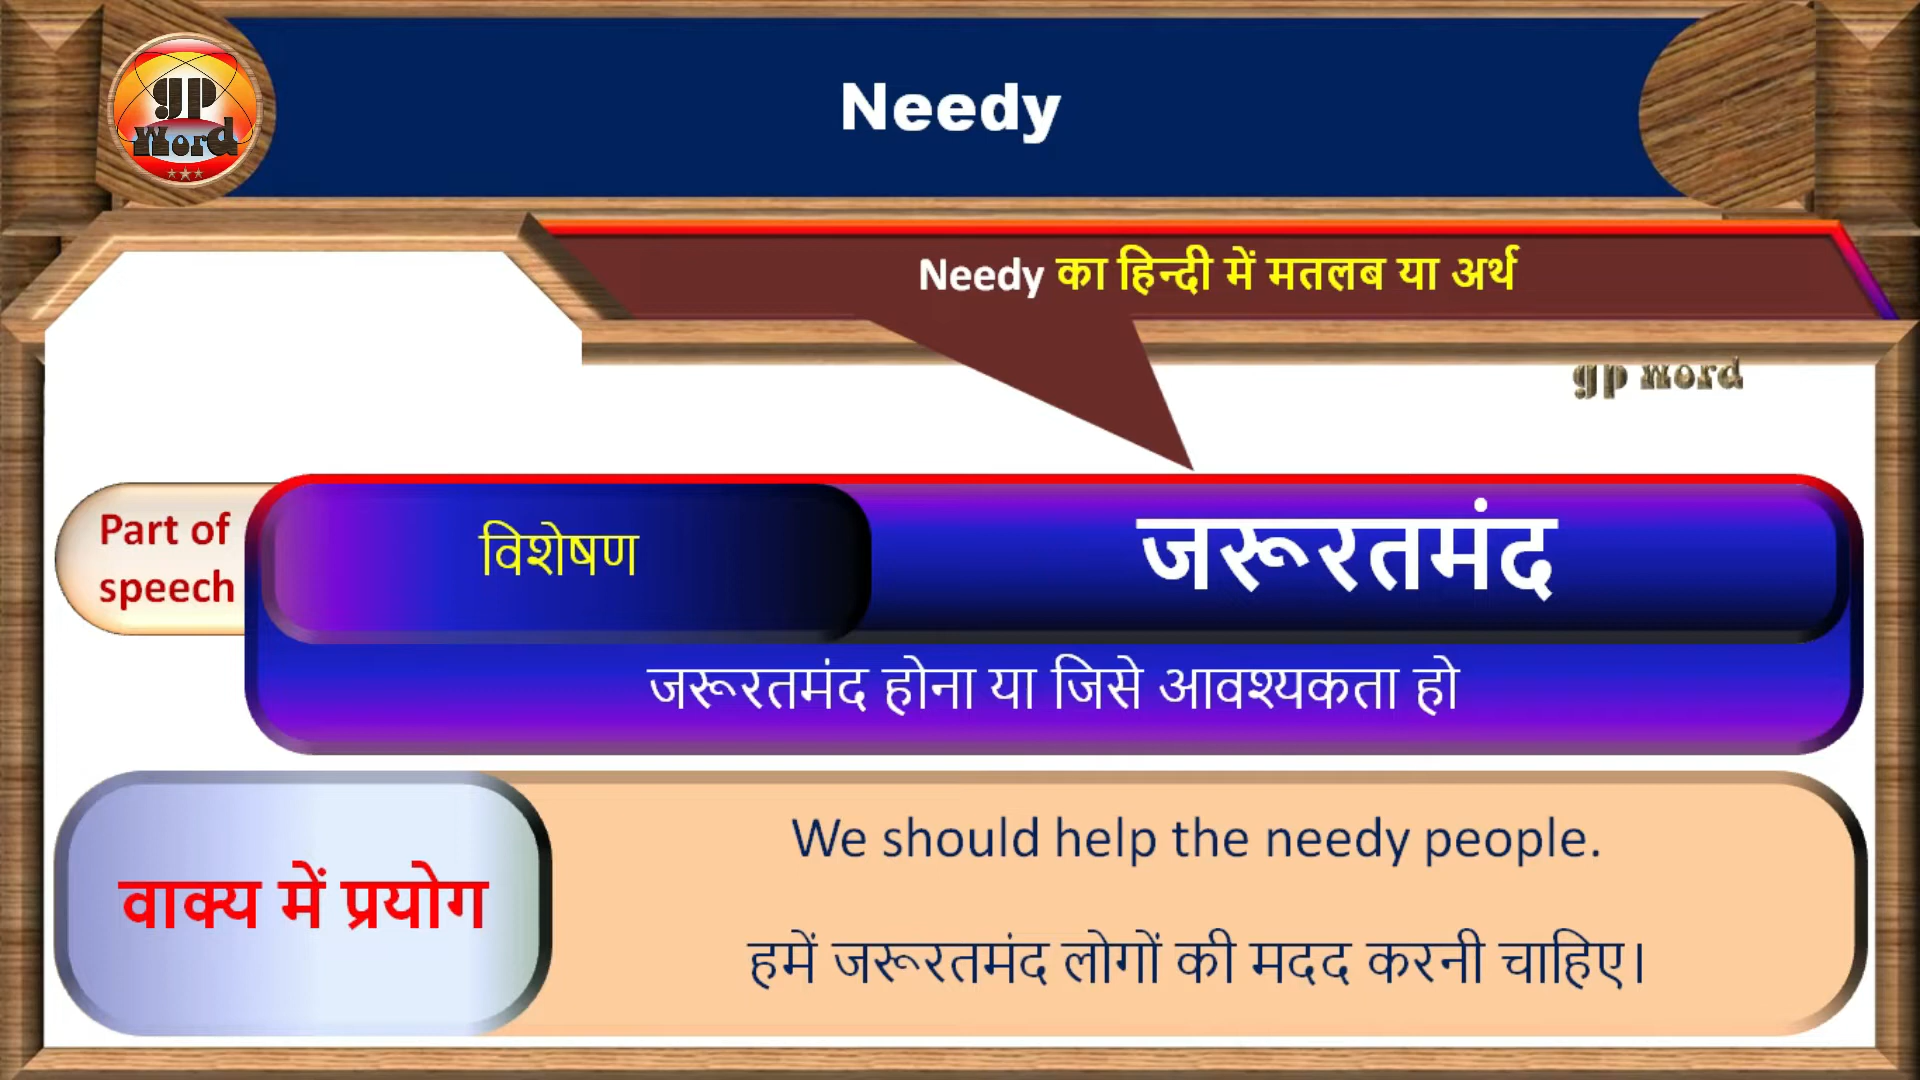 gp
word
Needy
Needy का हिन्दी में मतलब या अर्थ
gp word
Part of
speech
विशेषण
जरूरतमंद
जरूरतमंद होना या जिसे आवश्यकता हो
वाक्य में प्रयोग
We should help the needy people.
हमें जरूरतमंद लोगों की मदद करनी चाहिए।